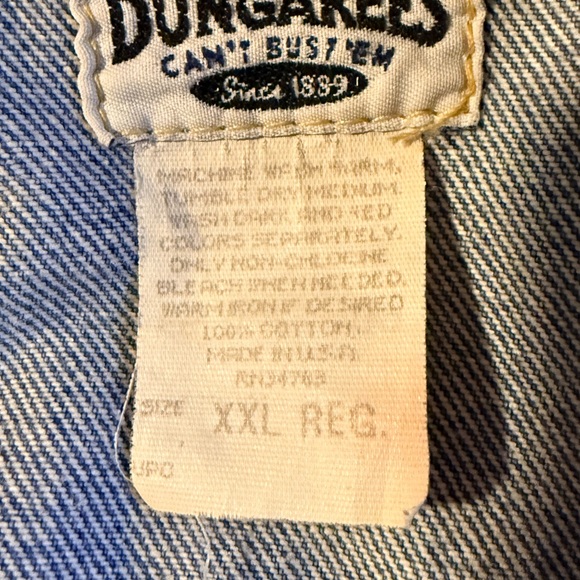 DUNGAREES
CAN'T BUST 'EM
Since 1889
MACHINE WASH WARM.
TUMBLE DRY MEDIUM.
WASH DARK AND RED
COLORS SEPARATELY.
ONLY NON-CHLORINE
BLEACH WHEN NEEDED.
WARM IRON IF DESIRED
100% COTTON.
MADE IN U.S.A.
RN34763
SIZE XXL REG.
UPC